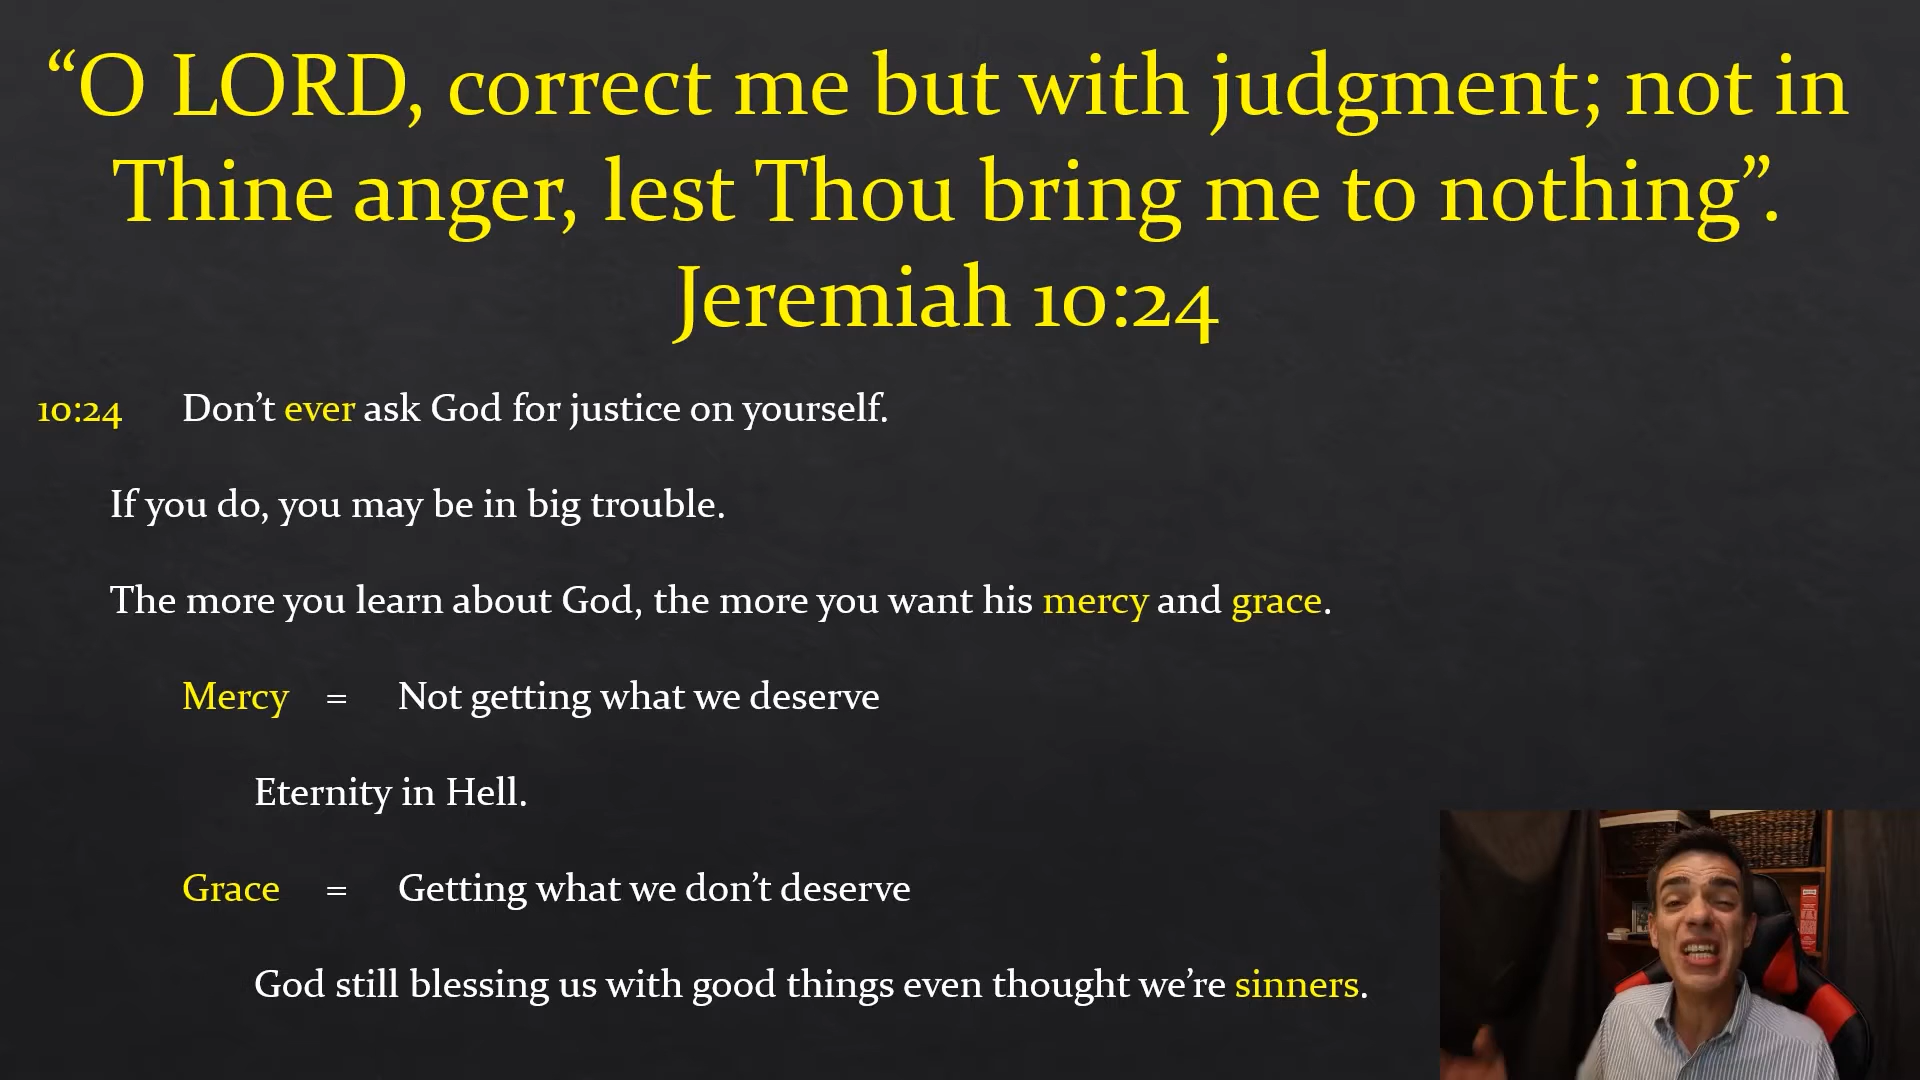 “O LORD, correct me but with judgment; not in
Thine anger, lest Thou bring me to nothing”.
Jeremiah 10:24
10:24 Don’t ever ask God for justice on yourself.
If you do, you may be in big trouble.
The more you learn about God, the more you want his mercy and grace.
Mercy = Not getting what we deserve
Eternity in Hell.
Grace = Getting what we don’t deserve
God still blessing us with good things even thought we’re sinners.